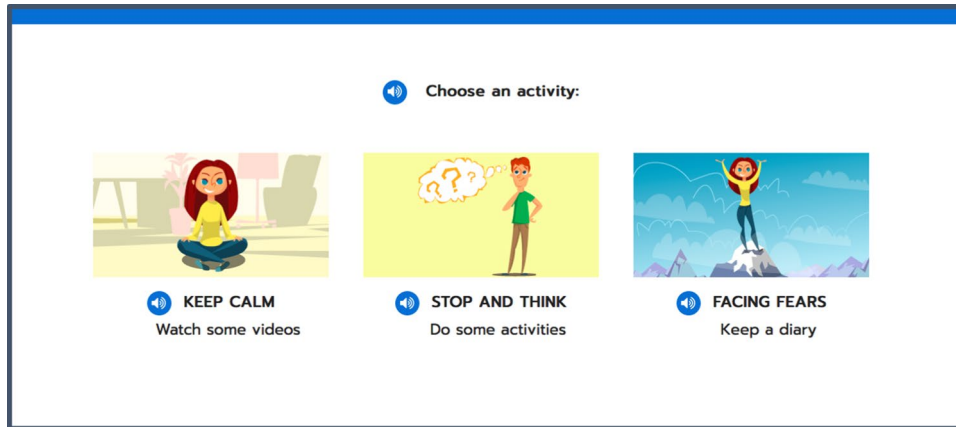 Choose an activity:
KEEP CALM
Watch some videos
STOP AND THINK
Do some activities
FACING FEARS
Keep a diary